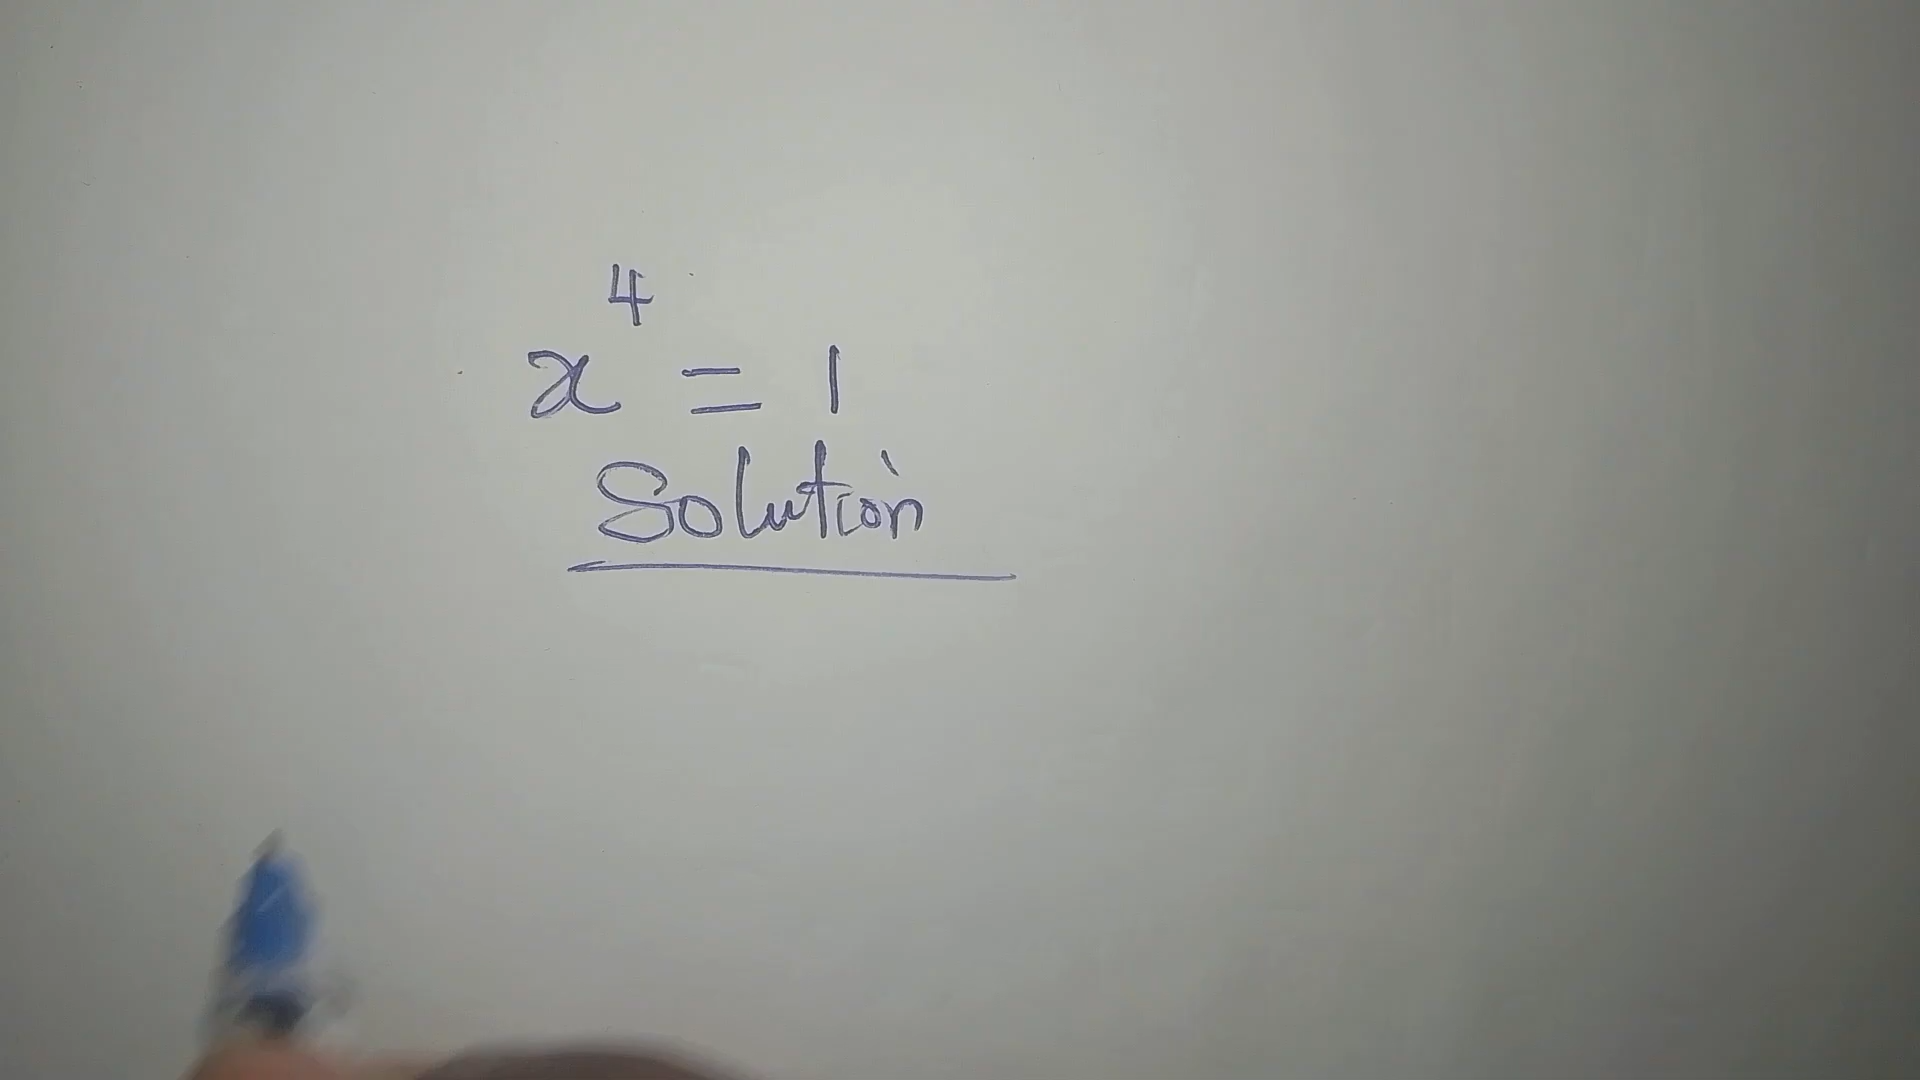 x⁴ = 1
Solution